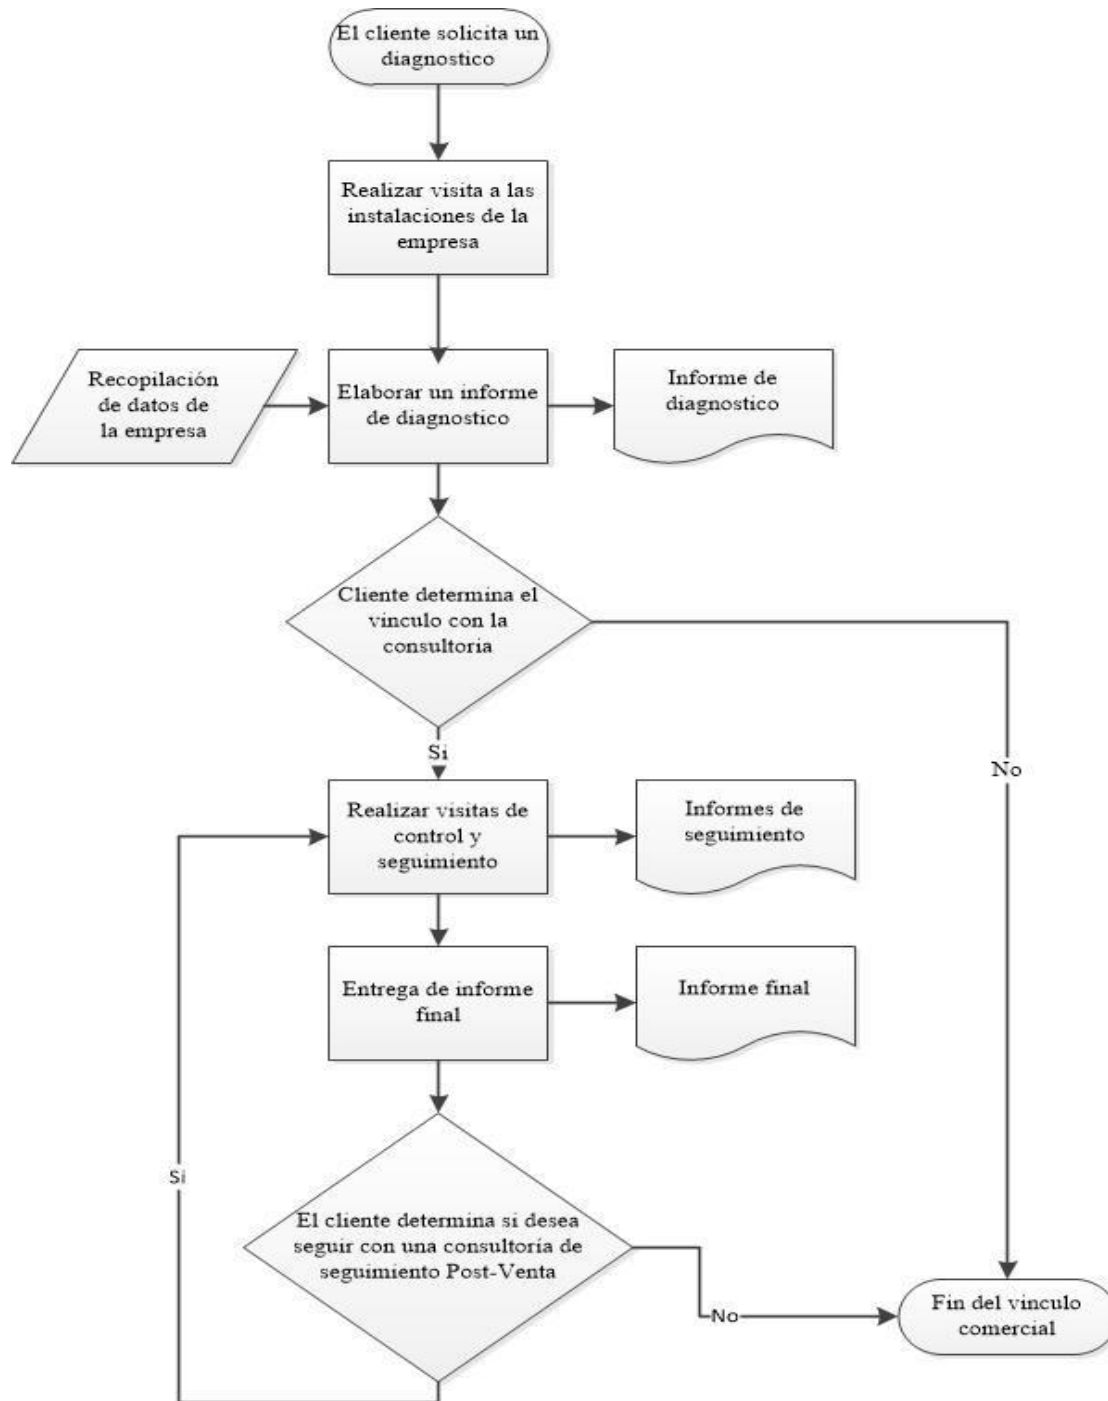 El cliente solicita un
diagnostico
Realizar visita a las
instalaciones de la
empresa
Recopilación
de datos de
la empresa
Elaborar un informe
de diagnostico
Informe de
diagnostico
Cliente determina el
vinculo con la
consultoria
Si
No
Realizar visitas de
control y
seguimiento
Informes de
seguimiento
Entrega de informe
final
Informe final
Si
El cliente determina si desea
seguir con una consultoría de
seguimiento Post-Venta
No
Fin del vinculo
comercial